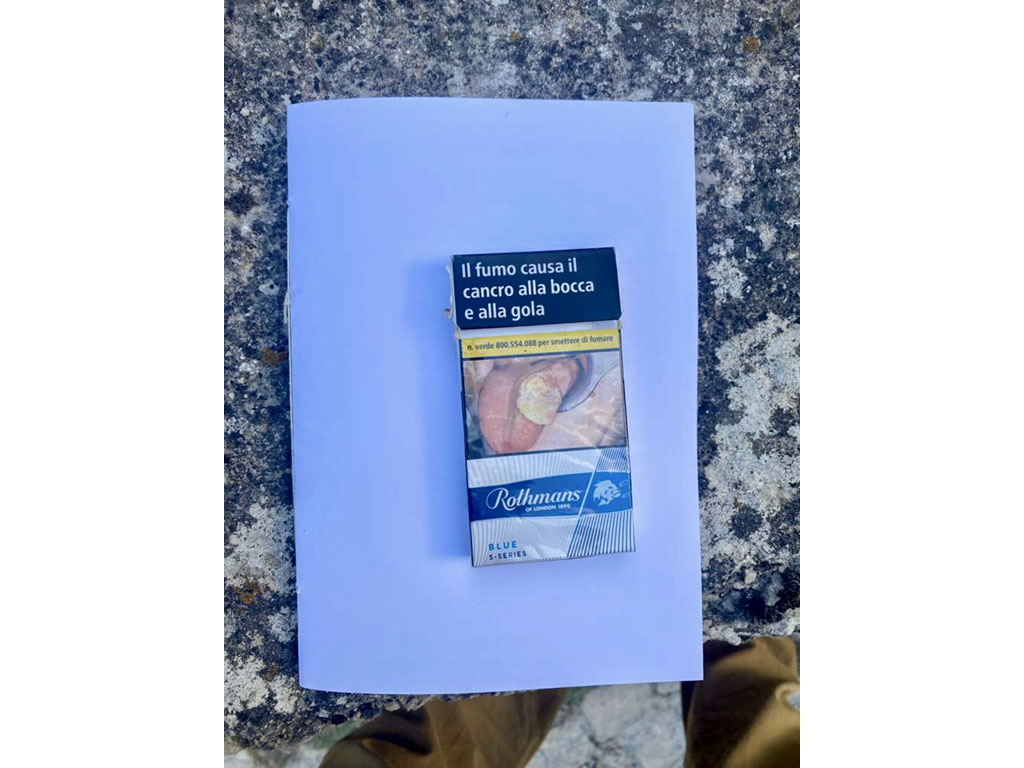 Il fumo causa il
cancro alla bocca
e alla gola
n. verde 800.554.088 per smettere di fumare
Rothmans
OF LONDON 1890
BLUE
S-SERIES